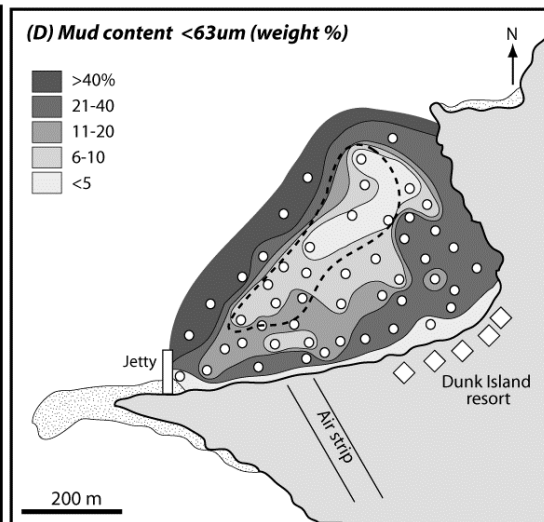 (D) Mud content <63um (weight %)
N
>40%
21-40
11-20
6-10
<5
Jetty
Dunk Island
resort
Air strip
200 m